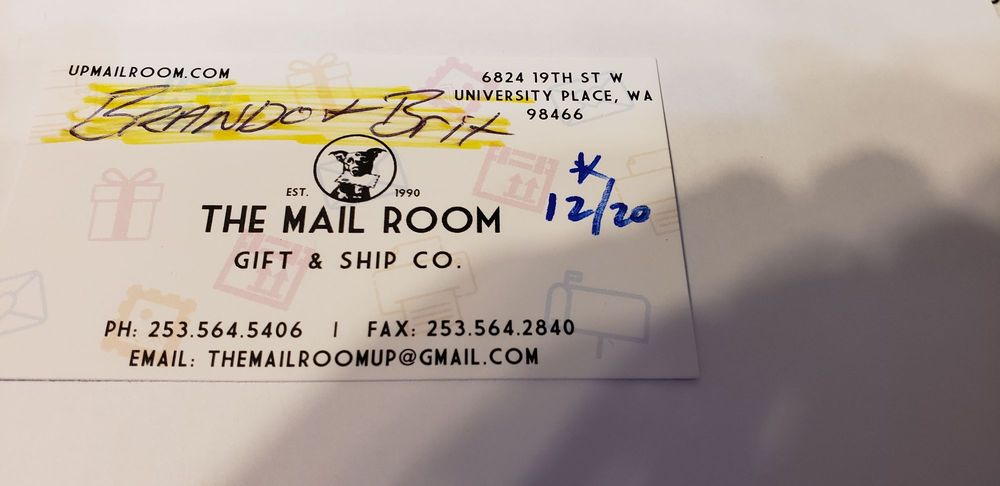 UPMAILROOM.COM
6824 19TH ST W
UNIVERSITY PLACE, WA
98466
BRANDO + Brit
*
12/20
EST. 1990
THE MAIL ROOM
GIFT & SHIP CO.
PH: 253.564.5406 | FAX: 253.564.2840
EMAIL: THEMAILROOMUP@GMAIL.COM